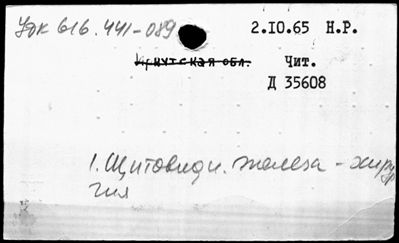 Удк 616.441-089 2.10.65 Н.Р.
Иркутская обл. Чит.
Д 35608
1. Щитовидн. железа - хирур
гия